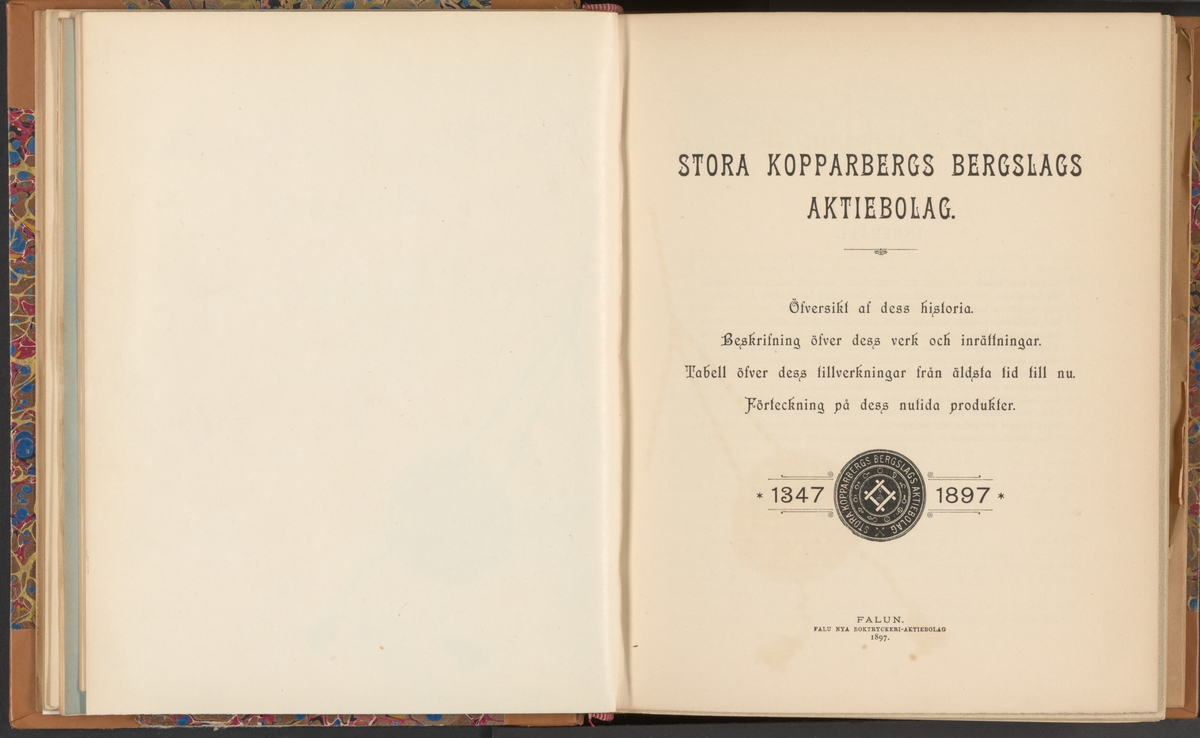 STORA KOPPARBERGS BERGSLAGS
AKTIEBOLAG.
Öfversikt af dess historia.
Beskrifning öfver dess verk och inrättningar.
Tabell öfver dess tillverkningar från äldsta tid till nu.
Förteckning på dess nutida produkter.
* 1347
STORA KOPPARBERGS BERGSLAGS AKTIEBOLAG
1897 *
FALUN.
FALU NYA BOKTRYCKERI-AKTIEBOLAG
1897.